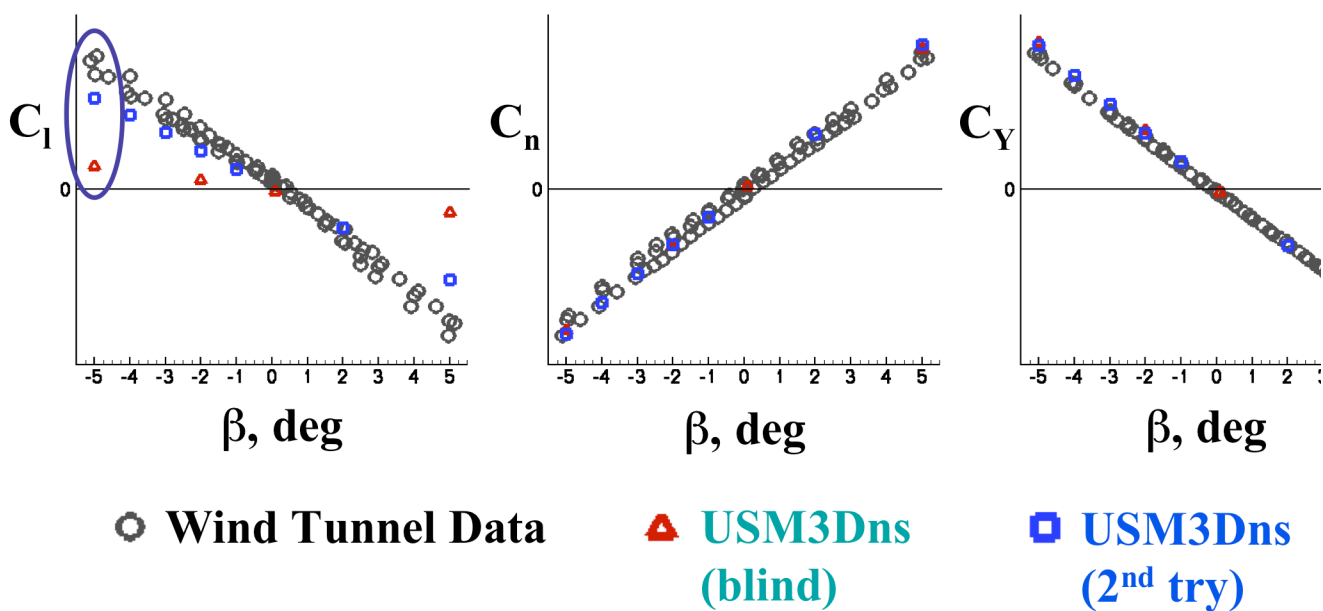 C_l
0
-5 -4 -3 -2 -1 0 1 2 3 4 5
β, deg
C_n
0
-5 -4 -3 -2 -1 0 1 2 3 4 5
β, deg
C_Y
0
-5 -4 -3 -2 -1 0 1 2 3
β, deg
Wind Tunnel Data
USM3Dns
(blind)
USM3Dns
(2nd try)